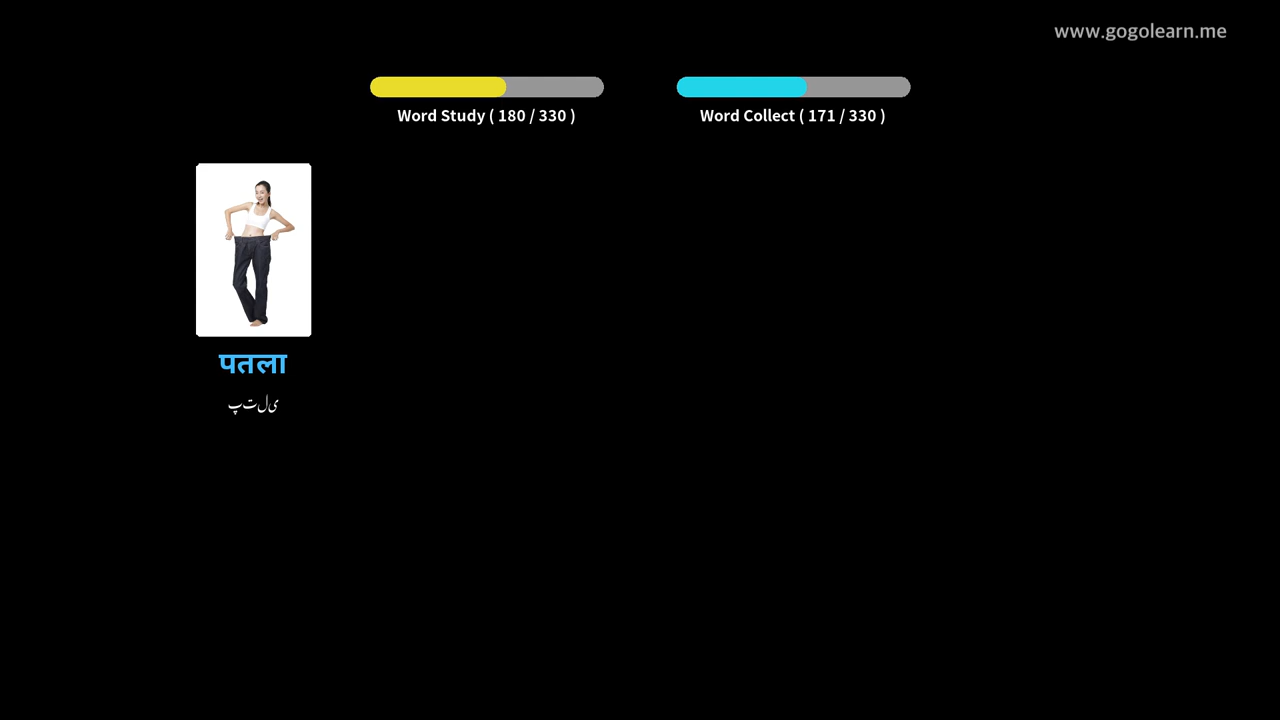 www.gogolearn.me
Word Study ( 180 / 330 )
Word Collect ( 171 / 330 )
पतला
پتلی